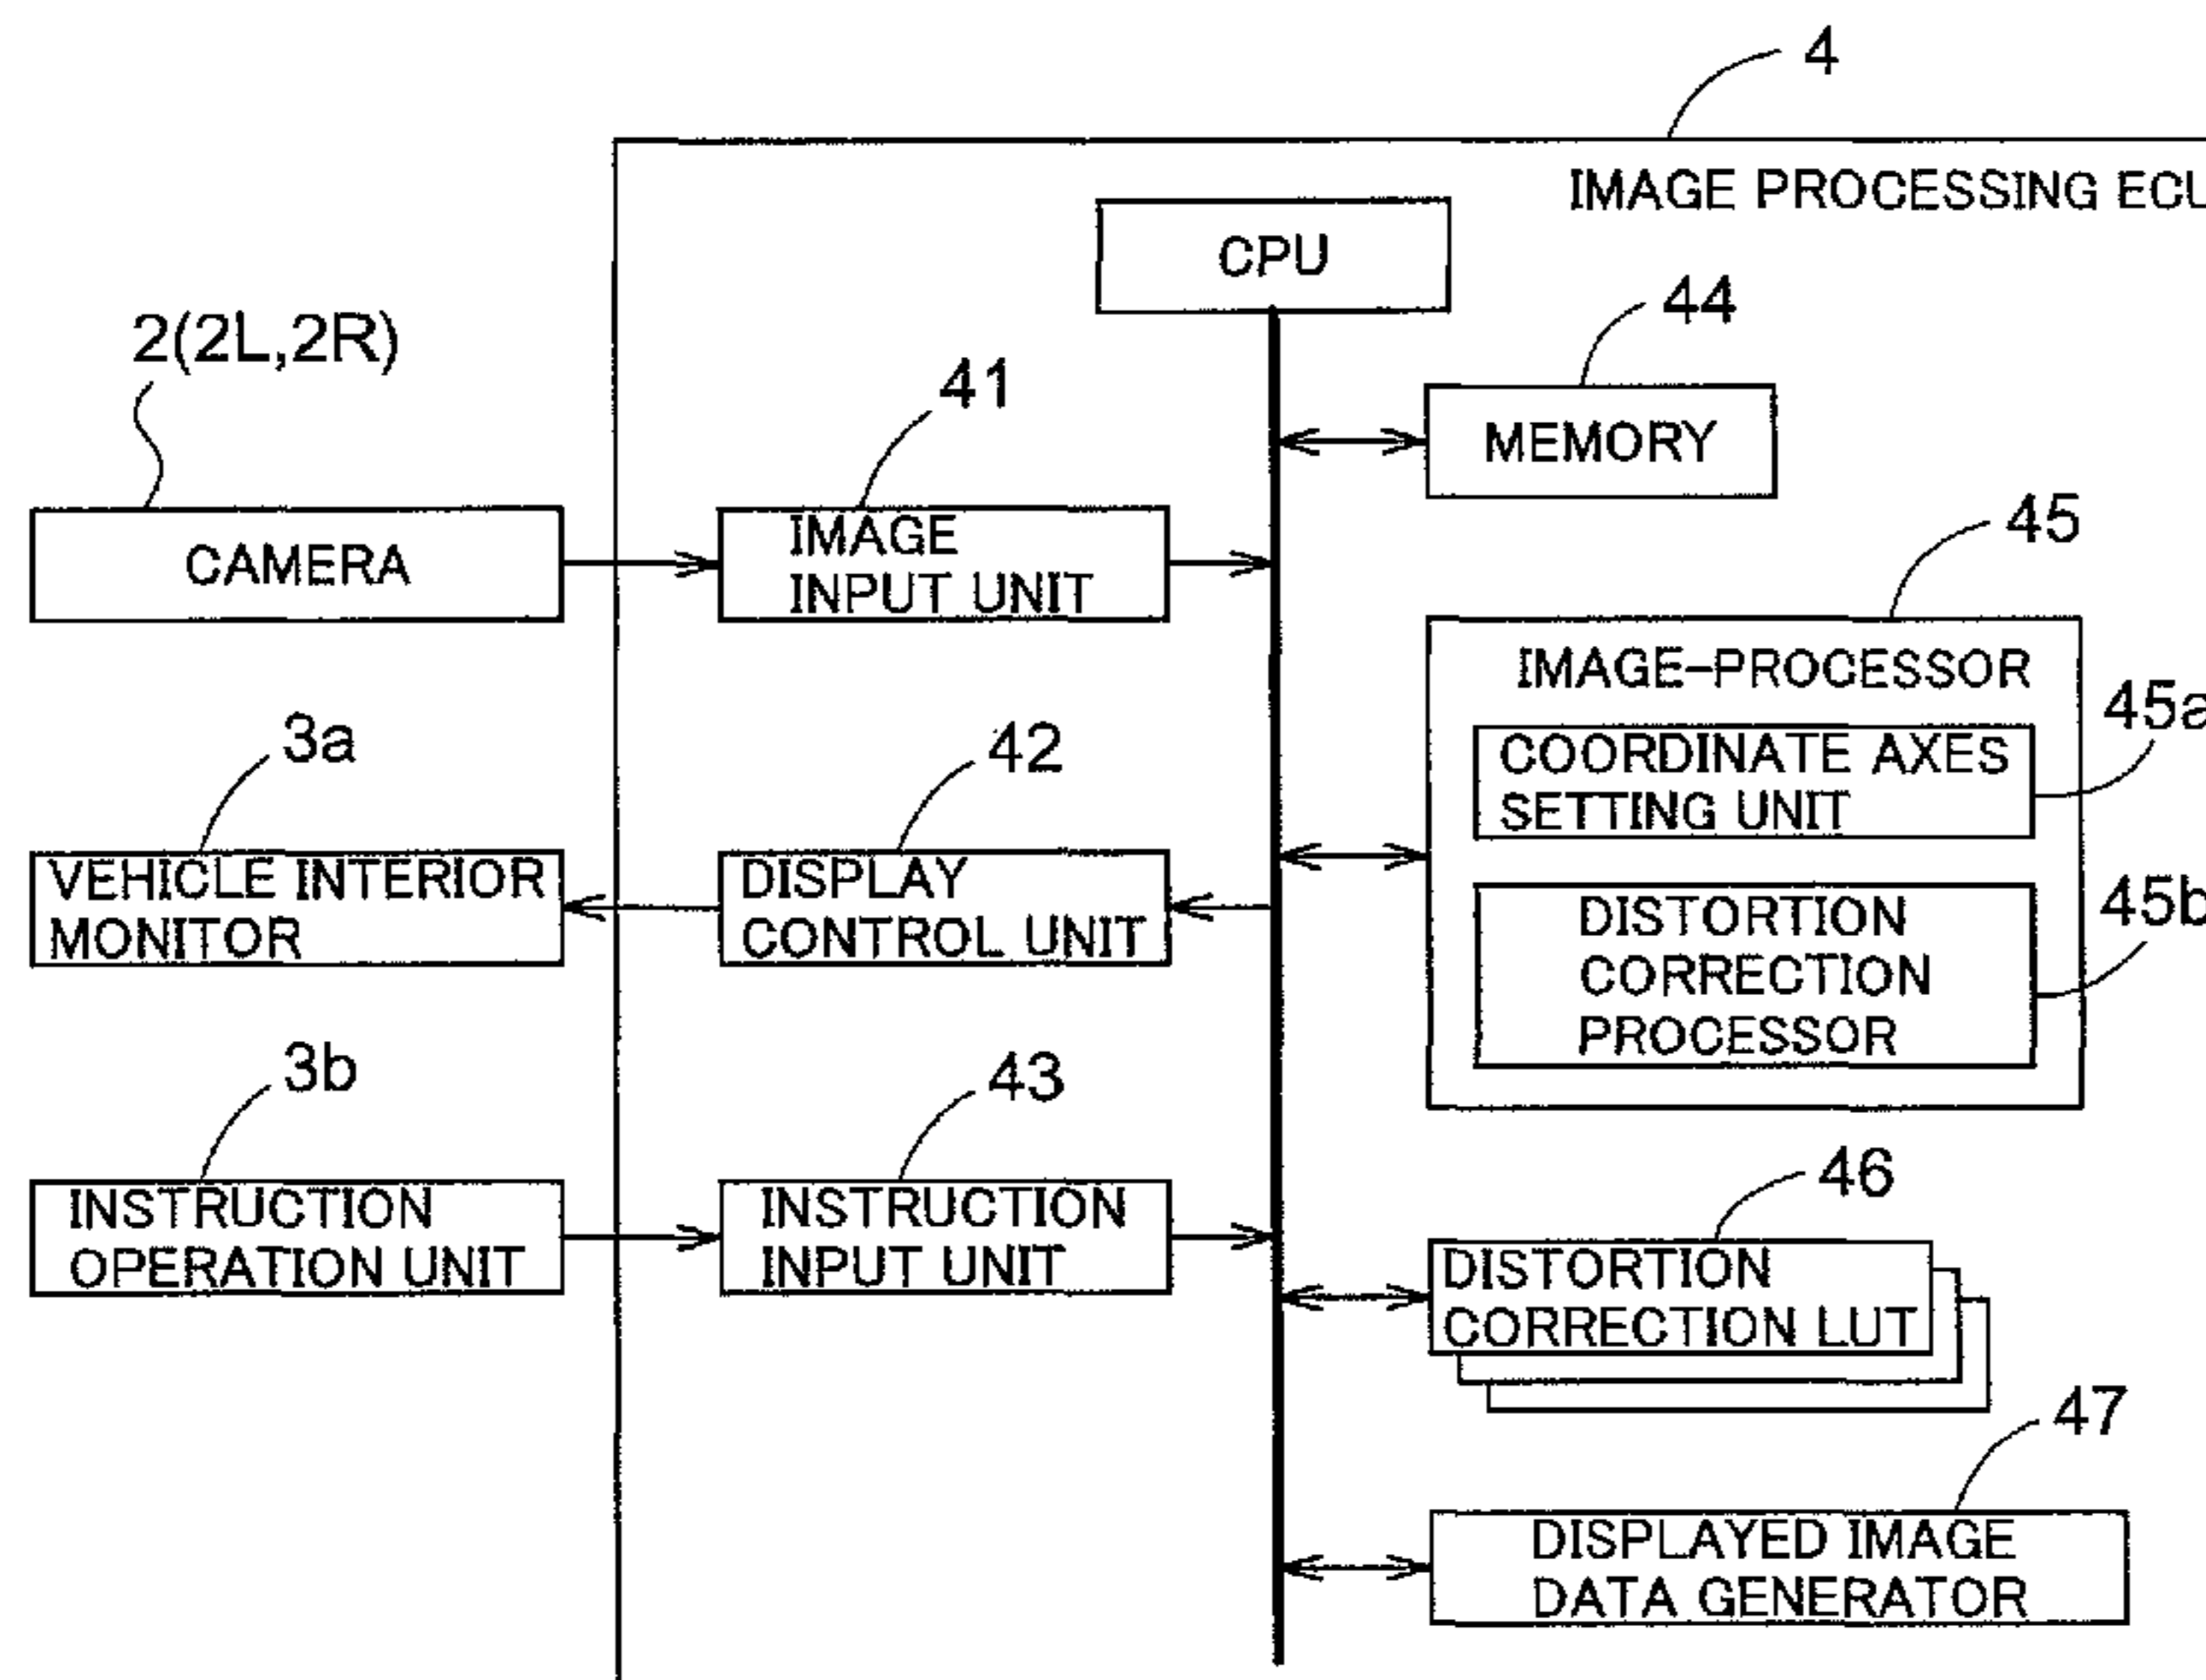 4
IMAGE PROCESSING ECU
CPU
2(2L,2R)
44
41
MEMORY
CAMERA
IMAGE
INPUT UNIT
45
IMAGE-PROCESSOR
45a
COORDINATE AXES
SETTING UNIT
3a
42
VEHICLE INTERIOR
MONITOR
DISPLAY
CONTROL UNIT
45b
DISTORTION
CORRECTION
PROCESSOR
3b
43
INSTRUCTION
OPERATION UNIT
INSTRUCTION
INPUT UNIT
46
DISTORTION
CORRECTION LUT
47
DISPLAYED IMAGE
DATA GENERATOR